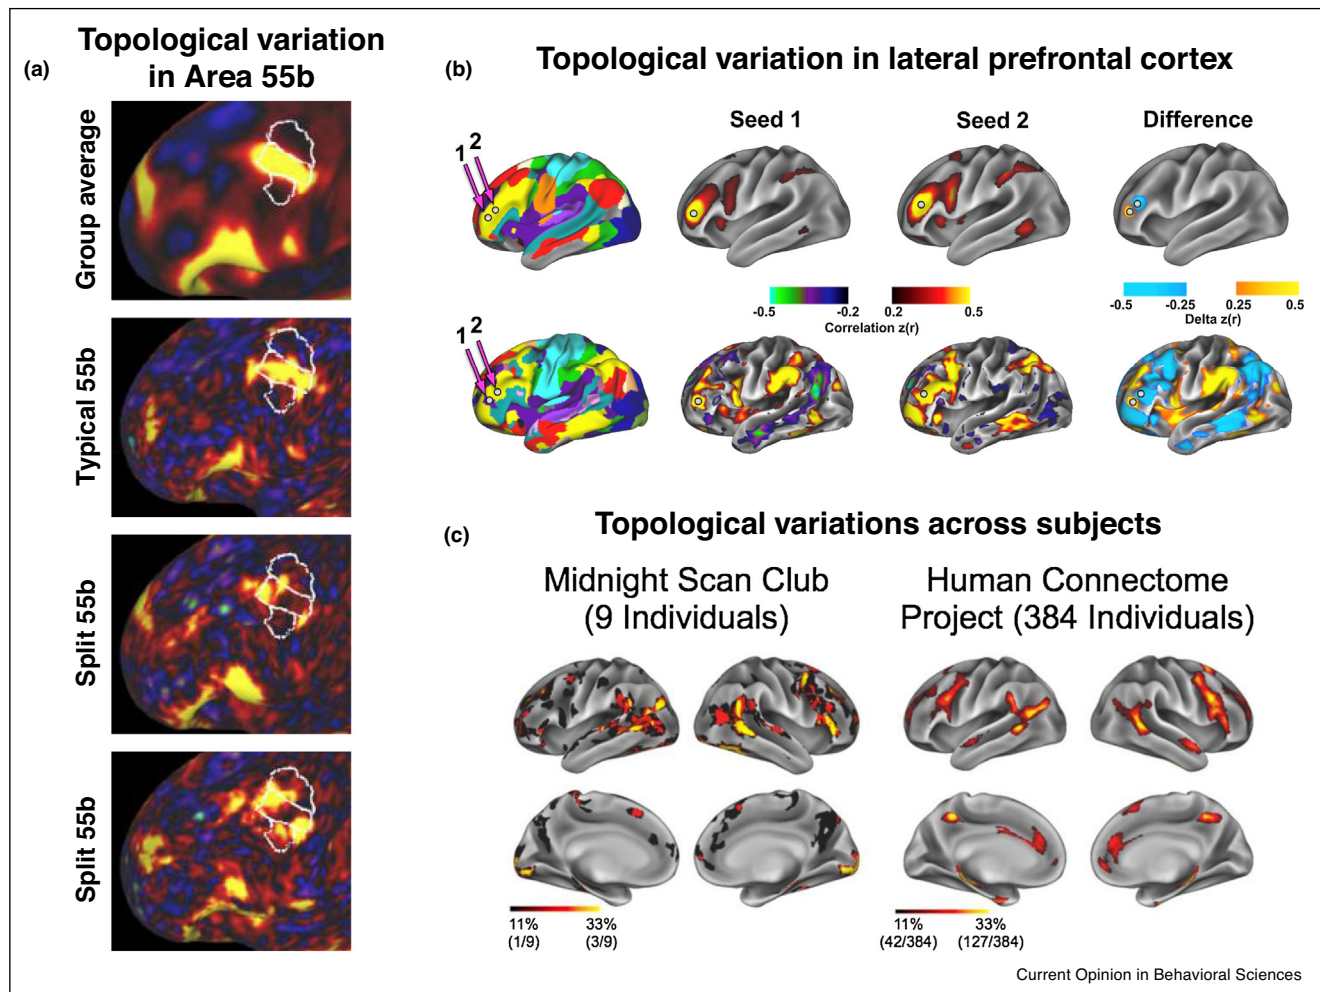 (a)
Topological variation
in Area 55b
Group average
Typical 55b
Split 55b
Split 55b
(b)
Topological variation in lateral prefrontal cortex
Seed 1
Seed 2
Difference
1 2
-0.5
-0.2
0.2
0.5
Correlation z(r)
-0.5
-0.25
0.25
0.5
Delta z(r)
1 2
(c)
Topological variations across subjects
Midnight Scan Club
(9 Individuals)
Human Connectome
Project (384 Individuals)
11%
33%
(1/9)
(3/9)
11%
33%
(42/384)
(127/384)
Current Opinion in Behavioral Sciences